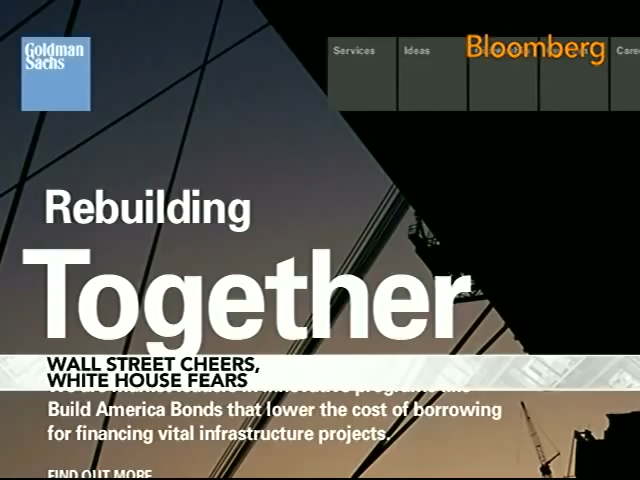 Goldman
Sachs
Services
Ideas
Bloomberg
Rebuilding
Together
WALL STREET CHEERS,
WHITE HOUSE FEARS
Build America Bonds that lower the cost of borrowing
for financing vital infrastructure projects.
FIND OUT MORE